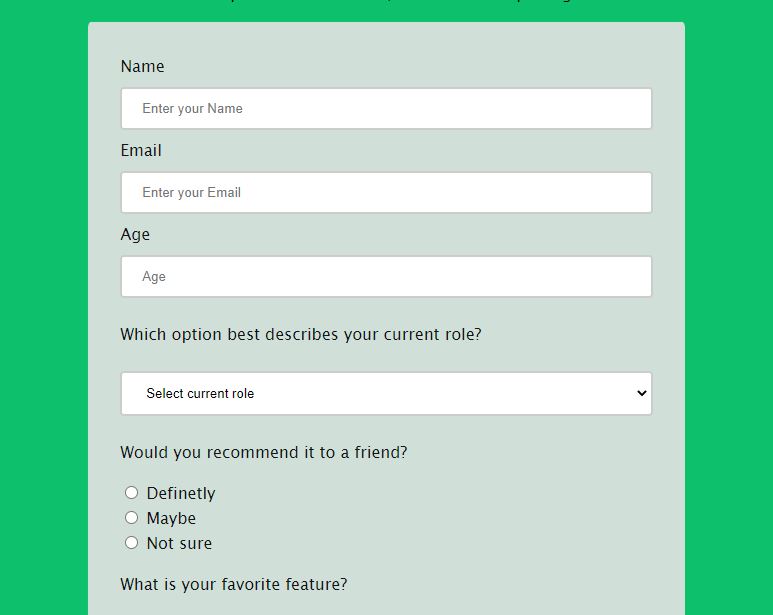 Name
Enter your Name
Email
Enter your Email
Age
Age
Which option best describes your current role?
Select current role
Would you recommend it to a friend?
Definetly
Maybe
Not sure
What is your favorite feature?